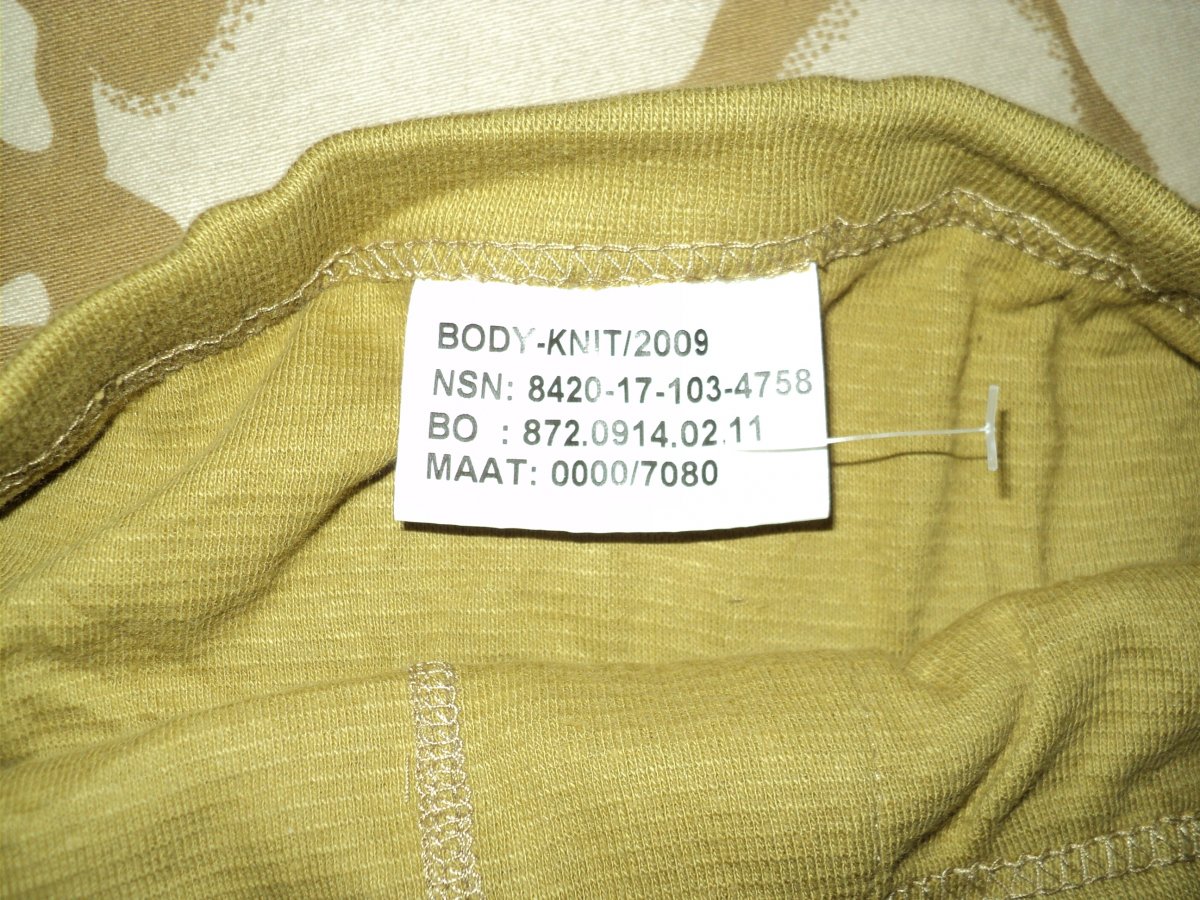 BODY-KNIT/2009
NSN: 8420-17-103-4758
BO : 872.0914.02.11
MAAT: 0000/7080